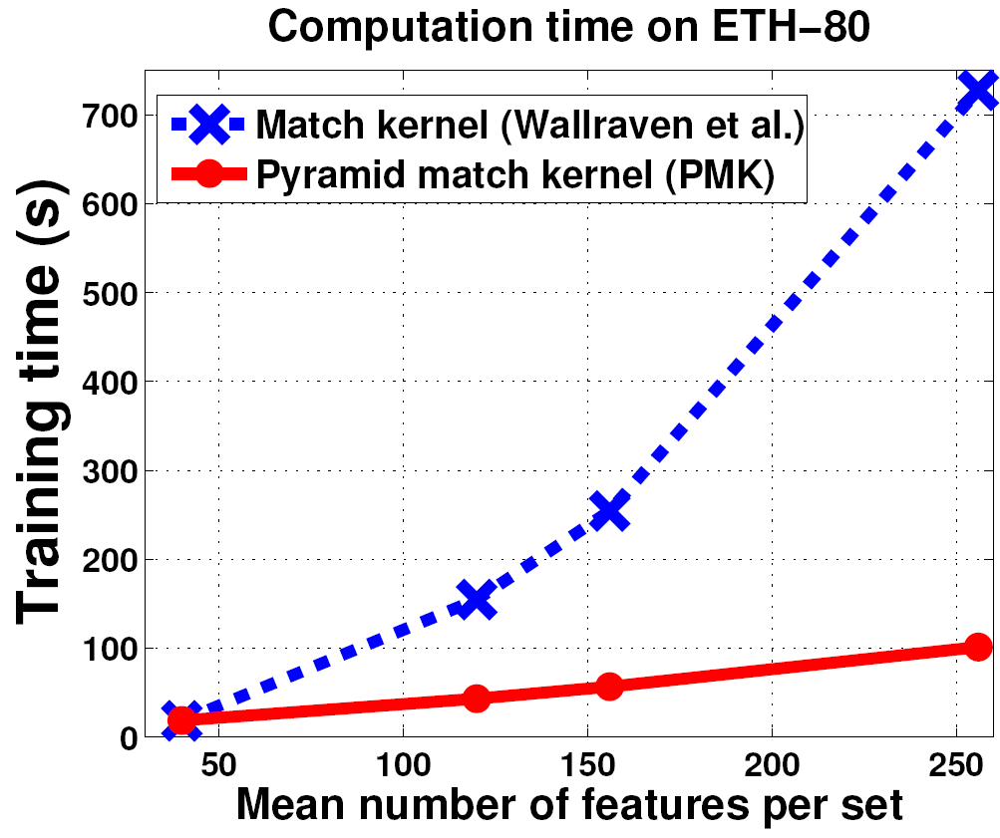 Computation time on ETH–80
Match kernel (Wallraven et al.)
Pyramid match kernel (PMK)
Training time (s)
700
600
500
400
300
200
100
0
50 100 150 200 250
Mean number of features per set